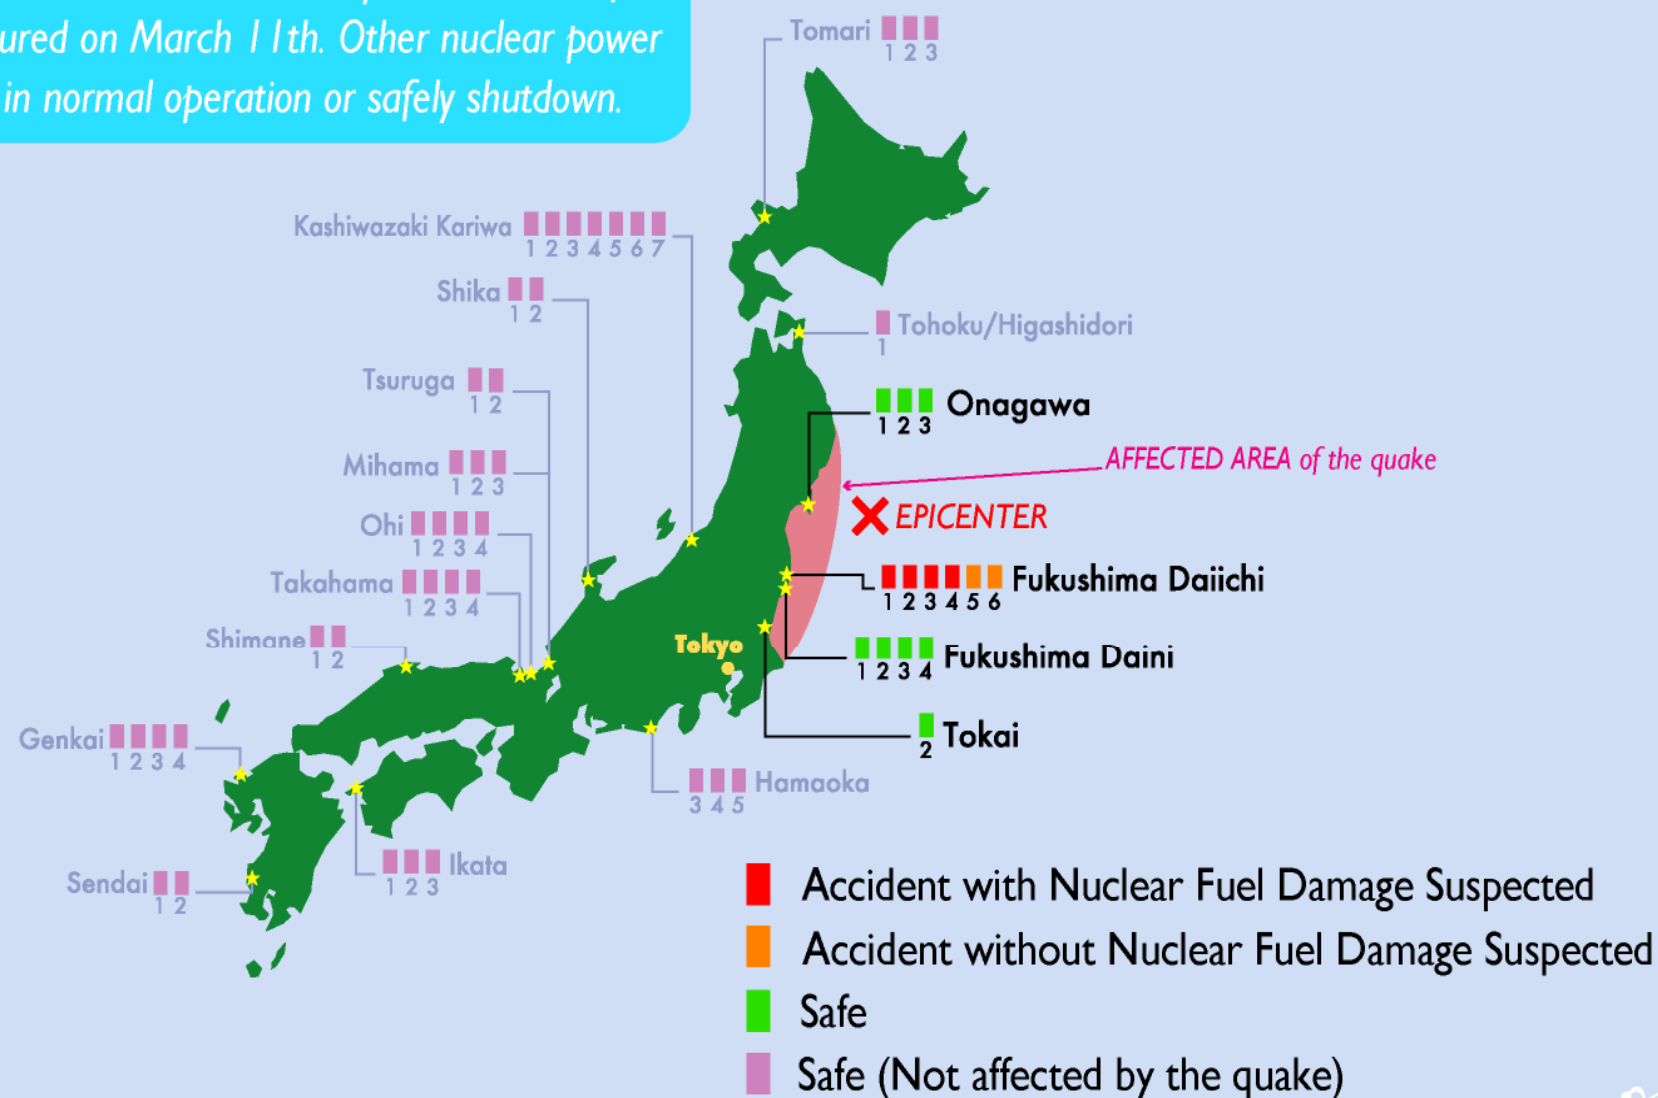 ured on March 11th. Other nuclear power
in normal operation or safely shutdown.
Tomari
1 2 3
Kashiwazaki Kariwa
1 2 3 4 5 6 7
Shika
1 2
Tohoku/Higashidori
1
Tsuruga
1 2
Onagawa
1 2 3
Mihama
1 2 3
AFFECTED AREA of the quake
EPICENTER
Ohi
1 2 3 4
Takahama
1 2 3 4
Fukushima Daiichi
1 2 3 4 5 6
Shimane
1 2
Tokyo
Fukushima Daini
1 2 3 4
Genkai
1 2 3 4
Tokai
2
Hamaoka
3 4 5
Ikata
1 2 3
Sendai
1 2
Accident with Nuclear Fuel Damage Suspected
Accident without Nuclear Fuel Damage Suspected
Safe
Safe (Not affected by the quake)